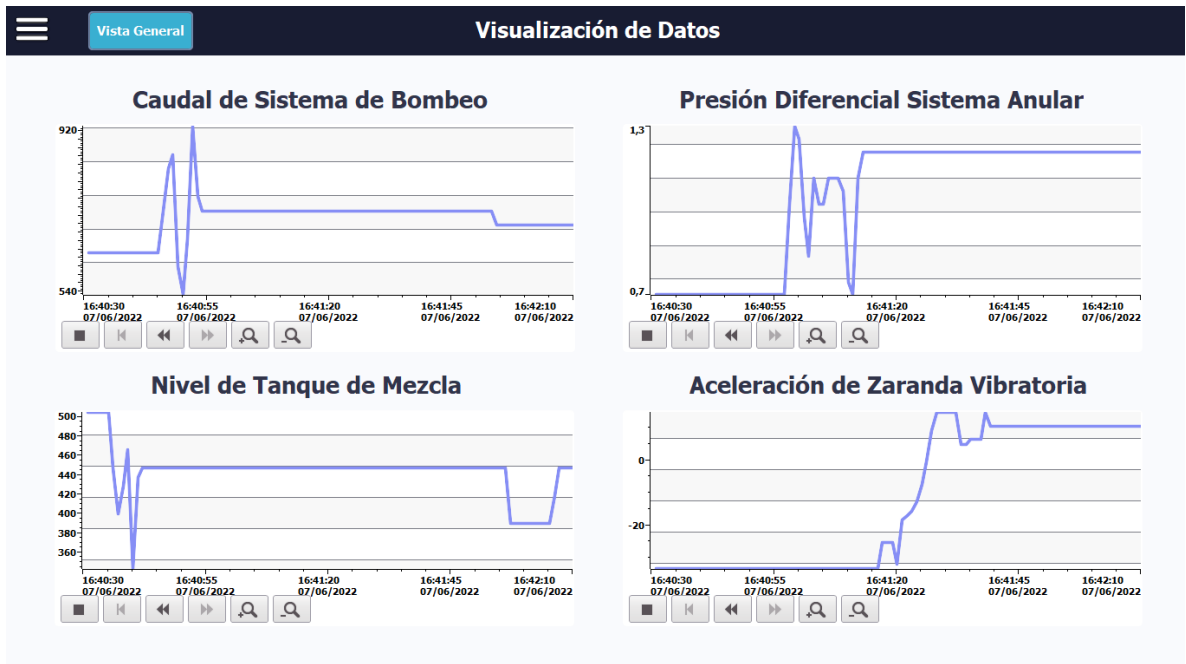 Vista General
Visualización de Datos
Caudal de Sistema de Bombeo
920
540
16:40:30 16:40:55 16:41:20 16:41:45 16:42:10
07/06/2022 07/06/2022 07/06/2022 07/06/2022 07/06/2022
Presión Diferencial Sistema Anular
1,3
0,7
16:40:30 16:40:55 16:41:20 16:41:45 16:42:10
07/06/2022 07/06/2022 07/06/2022 07/06/2022 07/06/2022
Nivel de Tanque de Mezcla
500
480
460
440
420
400
380
360
16:40:30 16:40:55 16:41:20 16:41:45 16:42:10
07/06/2022 07/06/2022 07/06/2022 07/06/2022 07/06/2022
Aceleración de Zaranda Vibratoria
0
-20
16:40:30 16:40:55 16:41:20 16:41:45 16:42:10
07/06/2022 07/06/2022 07/06/2022 07/06/2022 07/06/2022